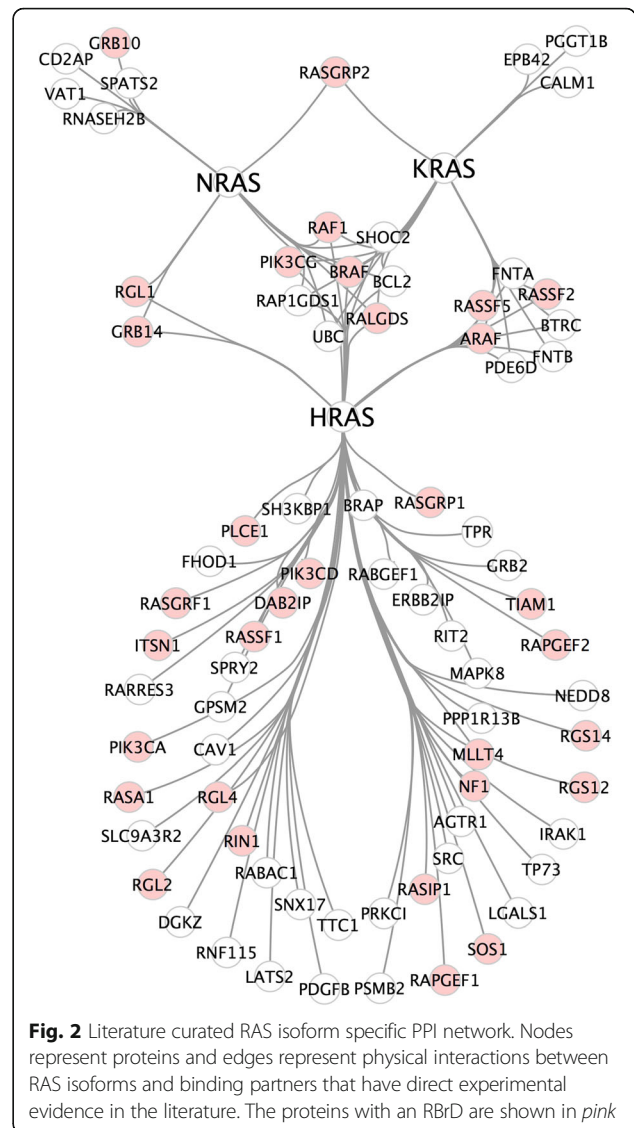 GRB10
PGGT1B
CD2AP
EPB42
RASGRP2
SPATS2
CALM1
VAT1
RNASEH2B
NRAS
KRAS
RAF1
SHOC2
PIK3CG
BRAF
FNTA
BCL2
RGL1
RAP1GDS1
RASSF2
RASSF5
RALGDS
BTRC
GRB14
UBC
ARAF
FNTB
PDE6D
HRAS
SH3KBP1
BRAP
RASGRP1
PLCE1
TPR
FHOD1
GRB2
PIK3CD
RABGEF1
RASGRF1
DAB2IP
ERBB2IP
TIAM1
ITSN1
RASSF1
RIT2
RAPGEF2
SPRY2
MAPK8
RARRES3
NEDD8
GPSM2
PPP1R13B
RGS14
PIK3CA
CAV1
MLLT4
RASA1
RGL4
NF1
RGS12
SLC9A3R2
AGTR1
IRAK1
RIN1
SRC
TP73
RGL2
RABAC1
RASIP1
SNX17
PRKCI
LGALS1
DGKZ
TTC1
RNF115
SOS1
LATS2
PDGFB
PSMB2
RAPGEF1
Fig. 2 Literature curated RAS isoform specific PPI network. Nodes
represent proteins and edges represent physical interactions between
RAS isoforms and binding partners that have direct experimental
evidence in the literature. The proteins with an RBrD are shown in pink